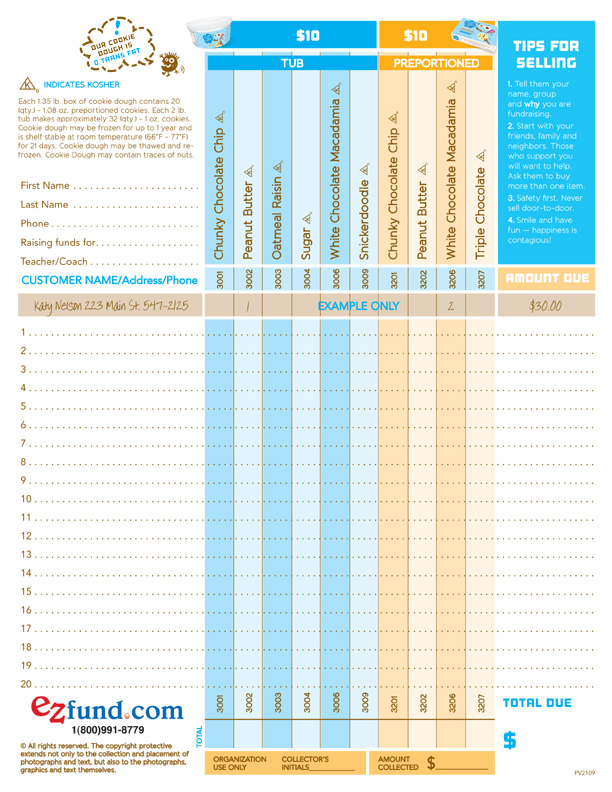 OUR COOKIE
DOUGH IS
0 TRANS FAT
!
$10
$10
TUB
PREPORTIONED
K INDICATES KOSHER
Each 1.35 lb. box of cookie dough contains 20
(qty.) - 1.08 oz. preportioned cookies. Each 2 lb.
tub makes approximately 32 (qty.) - 1 oz. cookies.
Cookie dough may be frozen for up to 1 year and
is shelf stable at room temperature (66°F - 77°F)
for 21 days. Cookie dough may be thawed and re-
frozen. Cookie Dough may contain traces of nuts.
First Name
Last Name
Phone
Raising funds for
Teacher/Coach
Chunky Chocolate Chip
Peanut Butter
Oatmeal Raisin
Sugar
White Chocolate Macadamia
Snickerdoodle
Chunky Chocolate Chip
Peanut Butter
White Chocolate Macadamia
Triple Chocolate
TIPS FOR
SELLING
1. Tell them your
name, group
and why you are
fundraising.
2. Start with your
friends, family and
neighbors. Those
who support you
will want to help.
Ask them to buy
more than one item.
3. Safety first. Never
sell door-to-door.
4. Smile and have
fun — happiness is
contagious!
CUSTOMER NAME/Address/Phone 3001 3002 3003 3004 3006 3009 3201 3202 3206 3207 AMOUNT DUE
Katy Nelson 223 Main St. 547-2125 1 EXAMPLE ONLY 2 $30.00
1
2
3
4
5
6
7
8
9
10
11
12
13
14
15
16
17
18
19
20
ezfund.com
1(800)991-8779
3001 3002 3003 3004 3006 3009 3201 3202 3206 3207 TOTAL DUE
TOTAL
$
© All rights reserved. The copyright protective
extends not only to the collection and placement of
photographs and text, but also to the photographs,
graphics and text themselves.
ORGANIZATION COLLECTOR'S AMOUNT
USE ONLY INITIALS____________ COLLECTED $____________
PV2109